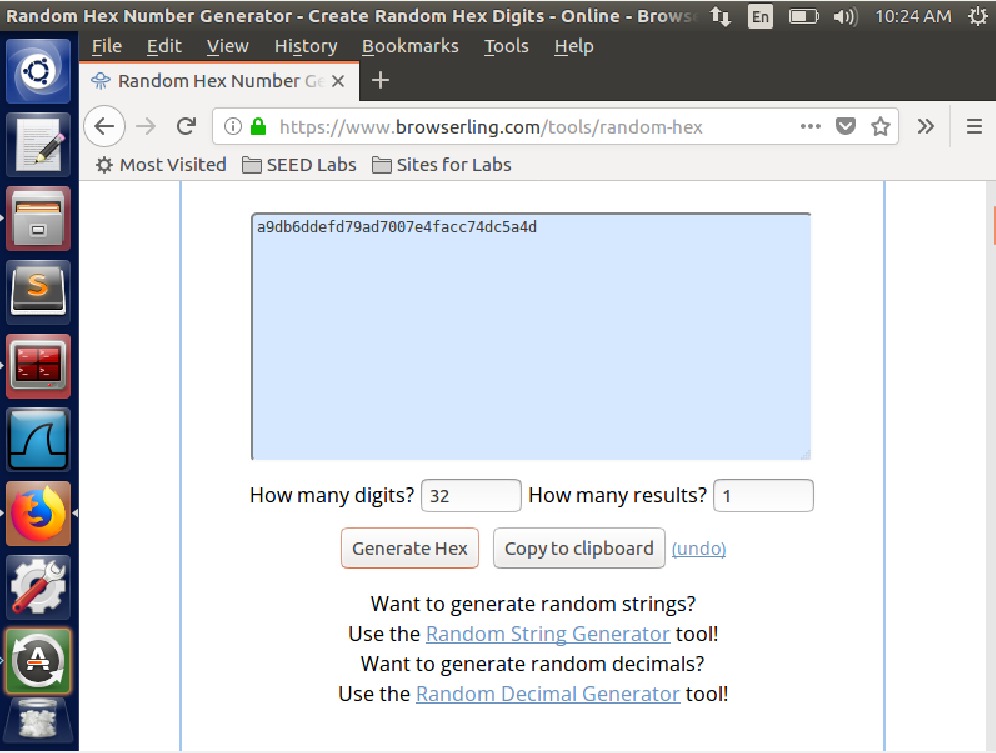 Random Hex Number Generator - Create Random Hex Digits - Online - Brows
En
10:24 AM
File Edit View History Bookmarks Tools Help
Random Hex Number Ge
https://www.browserling.com/tools/random-hex
Most Visited SEED Labs Sites for Labs
a9db6ddefd79ad7007e4facc74dc5a4d
How many digits? 32 How many results? 1
Generate Hex Copy to clipboard (undo)
Want to generate random strings?
Use the Random String Generator tool!
Want to generate random decimals?
Use the Random Decimal Generator tool!